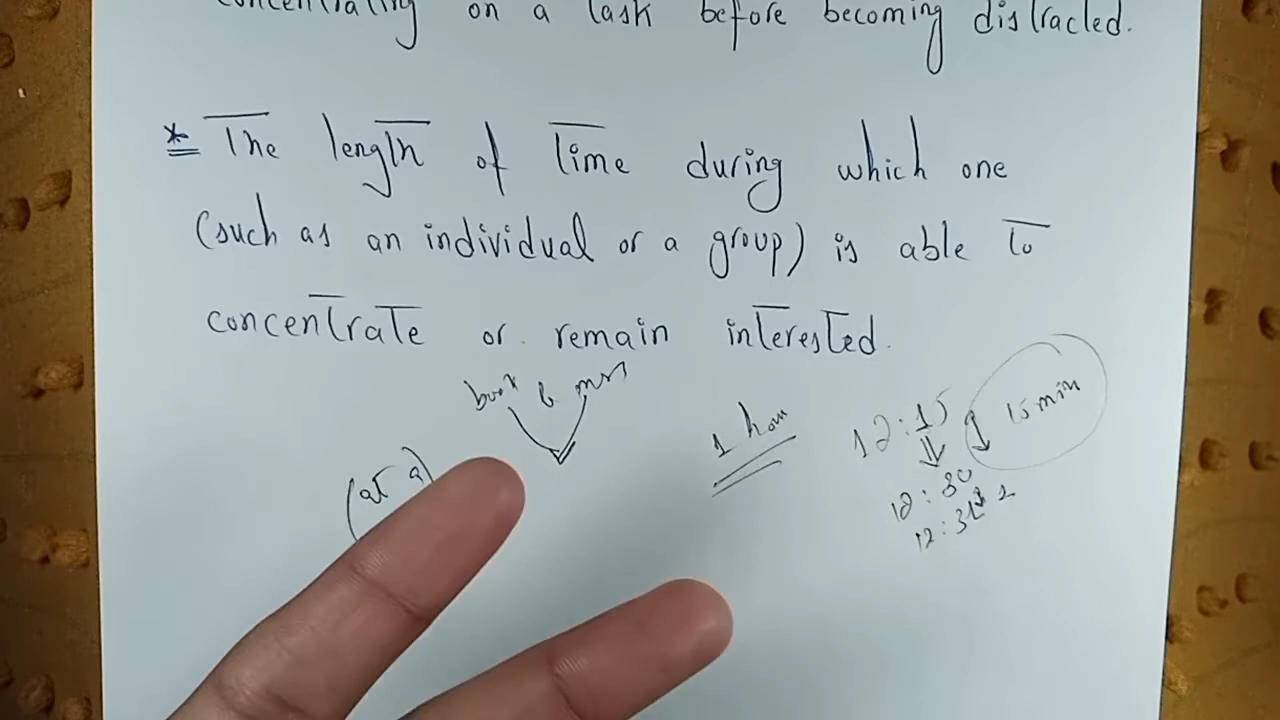 concentrating on a task before becoming distracted.
* The length of Time during which one
(such as an individual or a group) is able To
concentrate or remain interested.
1 hour
12:15
15 min
12:30